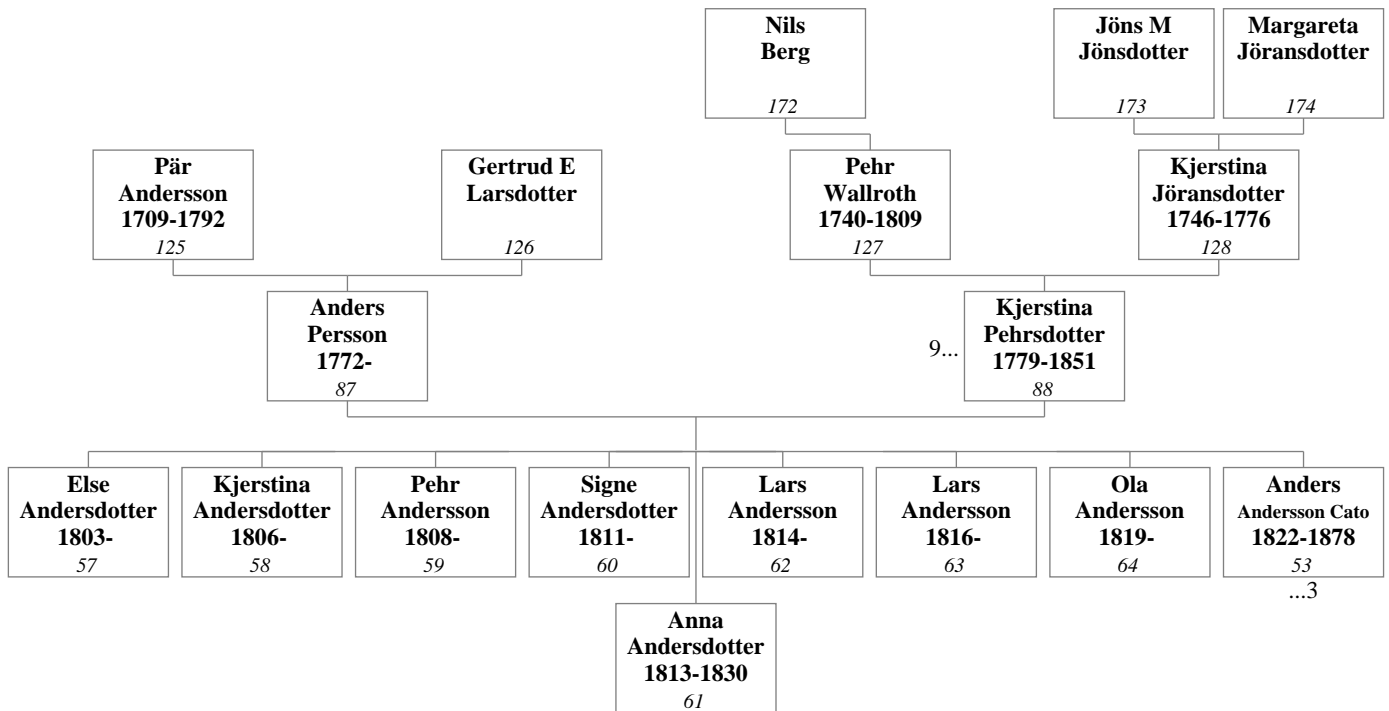 Nils
Berg
172
Jöns M
Jönsdotter
173
Margareta
Jöransdotter
174
Pär
Andersson
1709-1792
125
Gertrud E
Larsdotter
126
Pehr
Wallroth
1740-1809
127
Kjerstina
Jöransdotter
1746-1776
128
Anders
Persson
1772-
87
9...
Kjerstina
Pehrsdotter
1779-1851
88
Else
Andersdotter
1803-
57
Kjerstina
Andersdotter
1806-
58
Pehr
Andersson
1808-
59
Signe
Andersdotter
1811-
60
Lars
Andersson
1814-
62
Lars
Andersson
1816-
63
Ola
Andersson
1819-
64
Anders
Andersson Cato
1822-1878
53
...3
Anna
Andersdotter
1813-1830
61